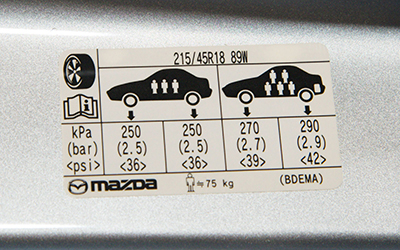 215/45R18 89W
kPa 250 250 270 290
(bar) (2.5) (2.5) (2.7) (2.9)
<psi> <36> <36> <39> <42>
mazda 75 kg (BDEMA)